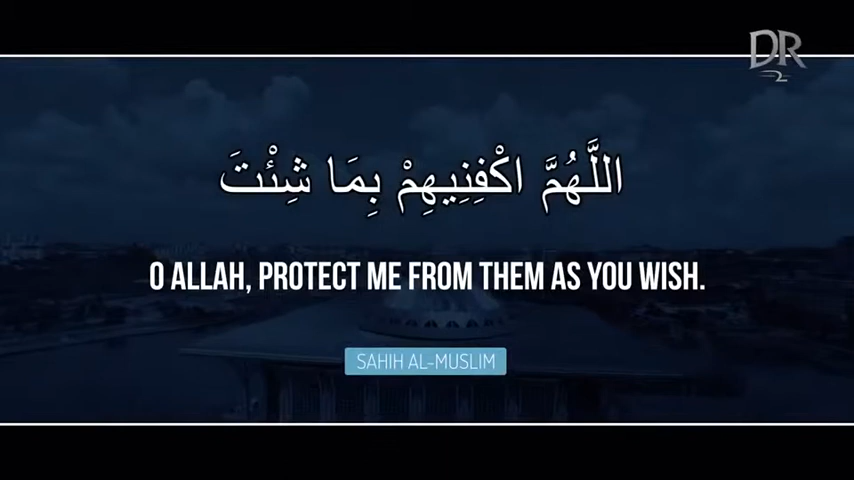 DR
اللَّهُمَّ اكْفِنِيهِمْ بِمَا شِئْتَ
O ALLAH, PROTECT ME FROM THEM AS YOU WISH.
SAHIH AL-MUSLIM